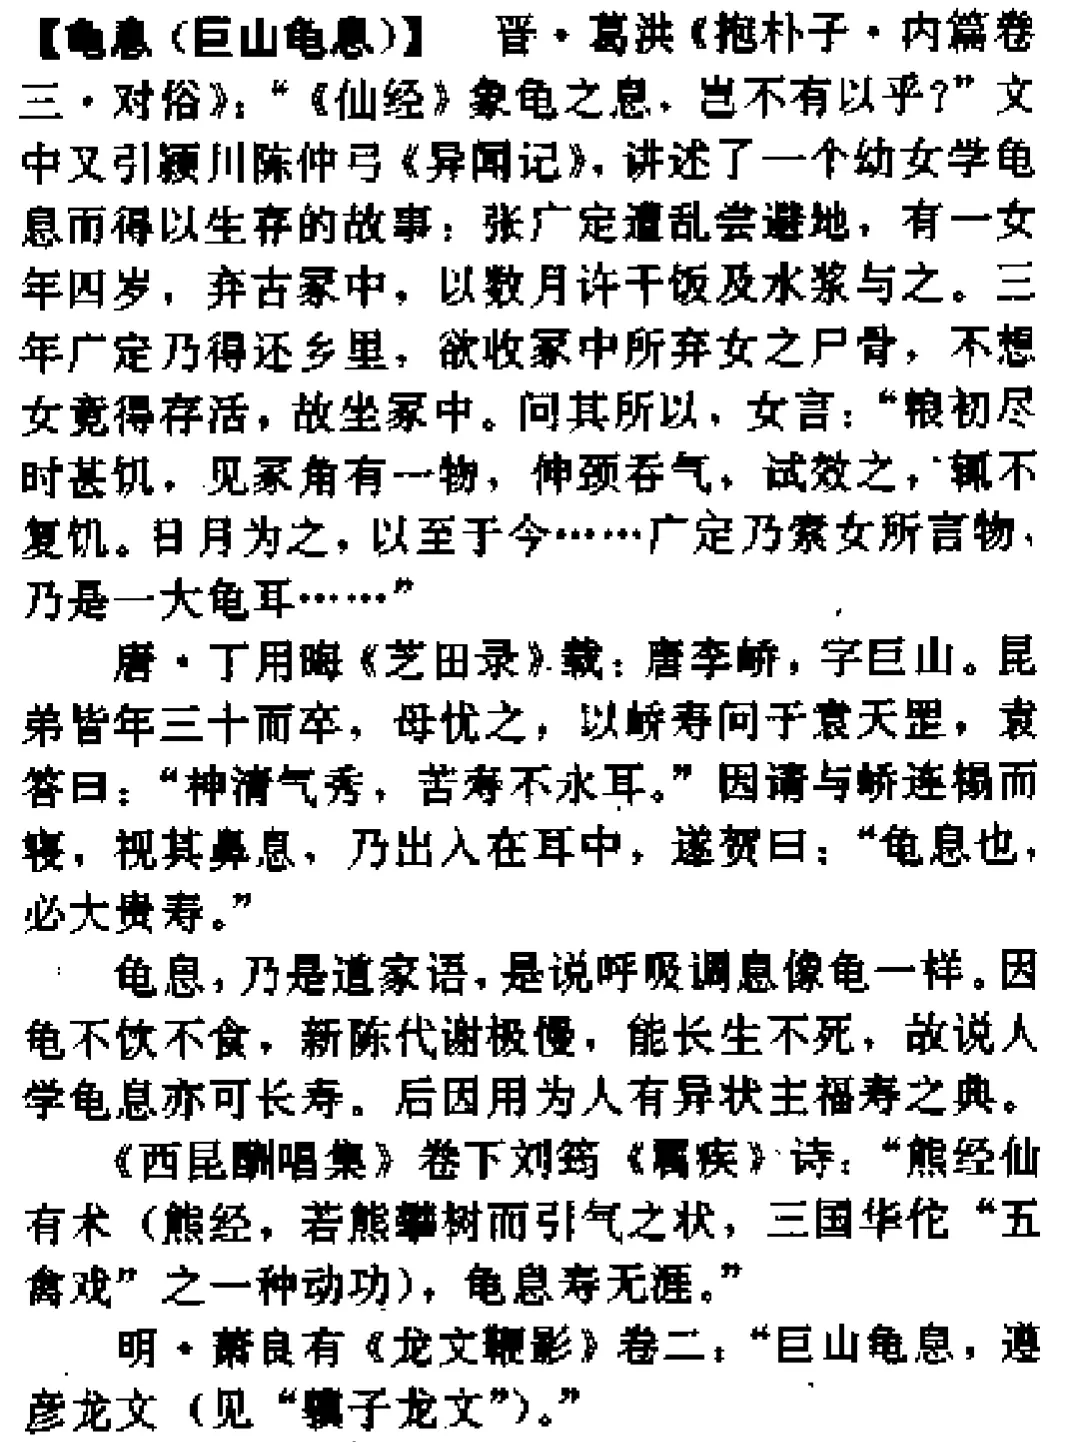 【龟息（巨山龟息）】 晋·葛洪《抱朴子·内篇卷
三·对俗》：“《仙经》象龟之息，岂不有以乎？”文
中又引颍川陈仲弓《异闻记》，讲述了一个幼女学龟
息而得以生存的故事：张广定遭乱尝避地，有一女
年四岁，弃古冢中，以数月许干饭及水浆与之。三
年广定乃得还乡里，欲收冢中所弃女之尸骨，不想
女竟得存活，故坐冢中。问其所以，女言：“粮初尽
时甚饥，见冢角有一物，伸颈吞气，试效之，辄不
复饥。日月为之，以至于今……广定乃索女所言物，
乃是一大龟耳……”
唐·丁用晦《芝田录》载：唐李峤，字巨山。昆
弟皆年三十而卒，母忧之，以峤寿问于袁天罡，袁
答曰：“神清气秀，苦寿不永耳。”因请与峤连榻而
寝，视其鼻息，乃出入在耳中，遂贺曰：“龟息也，
必大贵寿。”
龟息，乃是道家语，是说呼吸调息像龟一样。因
龟不饮不食，新陈代谢极慢，能长生不死，故说人
学龟息亦可长寿。后因用为人有异状主福寿之典。
《西昆酬唱集》卷下刘筠《属疾》诗：“熊经仙
有术（熊经，若熊攀树而引气之状，三国华佗“五
禽戏”之一种动功），龟息寿无涯。”
明·萧良有《龙文鞭影》卷二：“巨山龟息，遵
彦龙文（见“骥子龙文”）。”